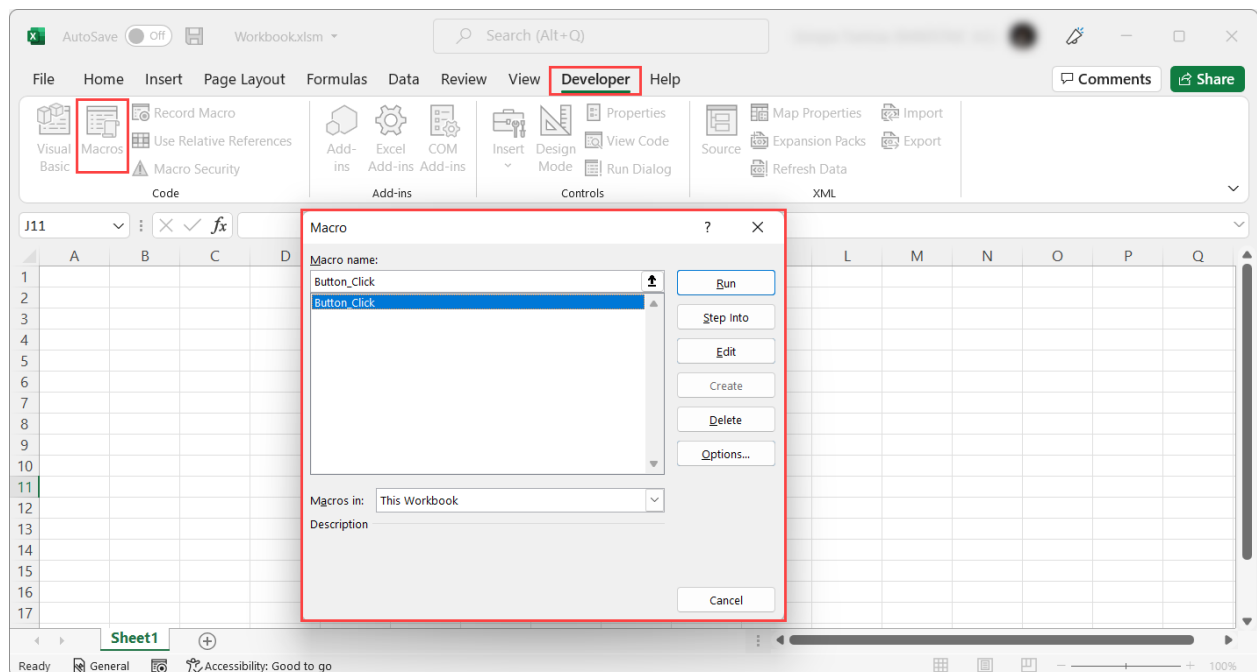 AutoSave Off Workbook.xlsm Search (Alt+Q)
File Home Insert Page Layout Formulas Data Review View Developer Help Comments Share
Visual Basic
Macros
Record Macro
Use Relative References
Macro Security
Code
Add-ins
Excel Add-ins
COM Add-ins
Add-ins
Insert
Design Mode
Properties
View Code
Run Dialog
Controls
Source
Map Properties
Expansion Packs
Refresh Data
Import
Export
XML
J11 fx
A B C D L M N O P Q
1
2
3
4
5
6
7
8
9
10
11
12
13
14
15
16
17
Macro ? X
Macro name:
Button_Click
Button_Click
Run
Step Into
Edit
Create
Delete
Options...
Macros in: This Workbook
Description
Cancel
Sheet1
Ready General Accessibility: Good to go 100%